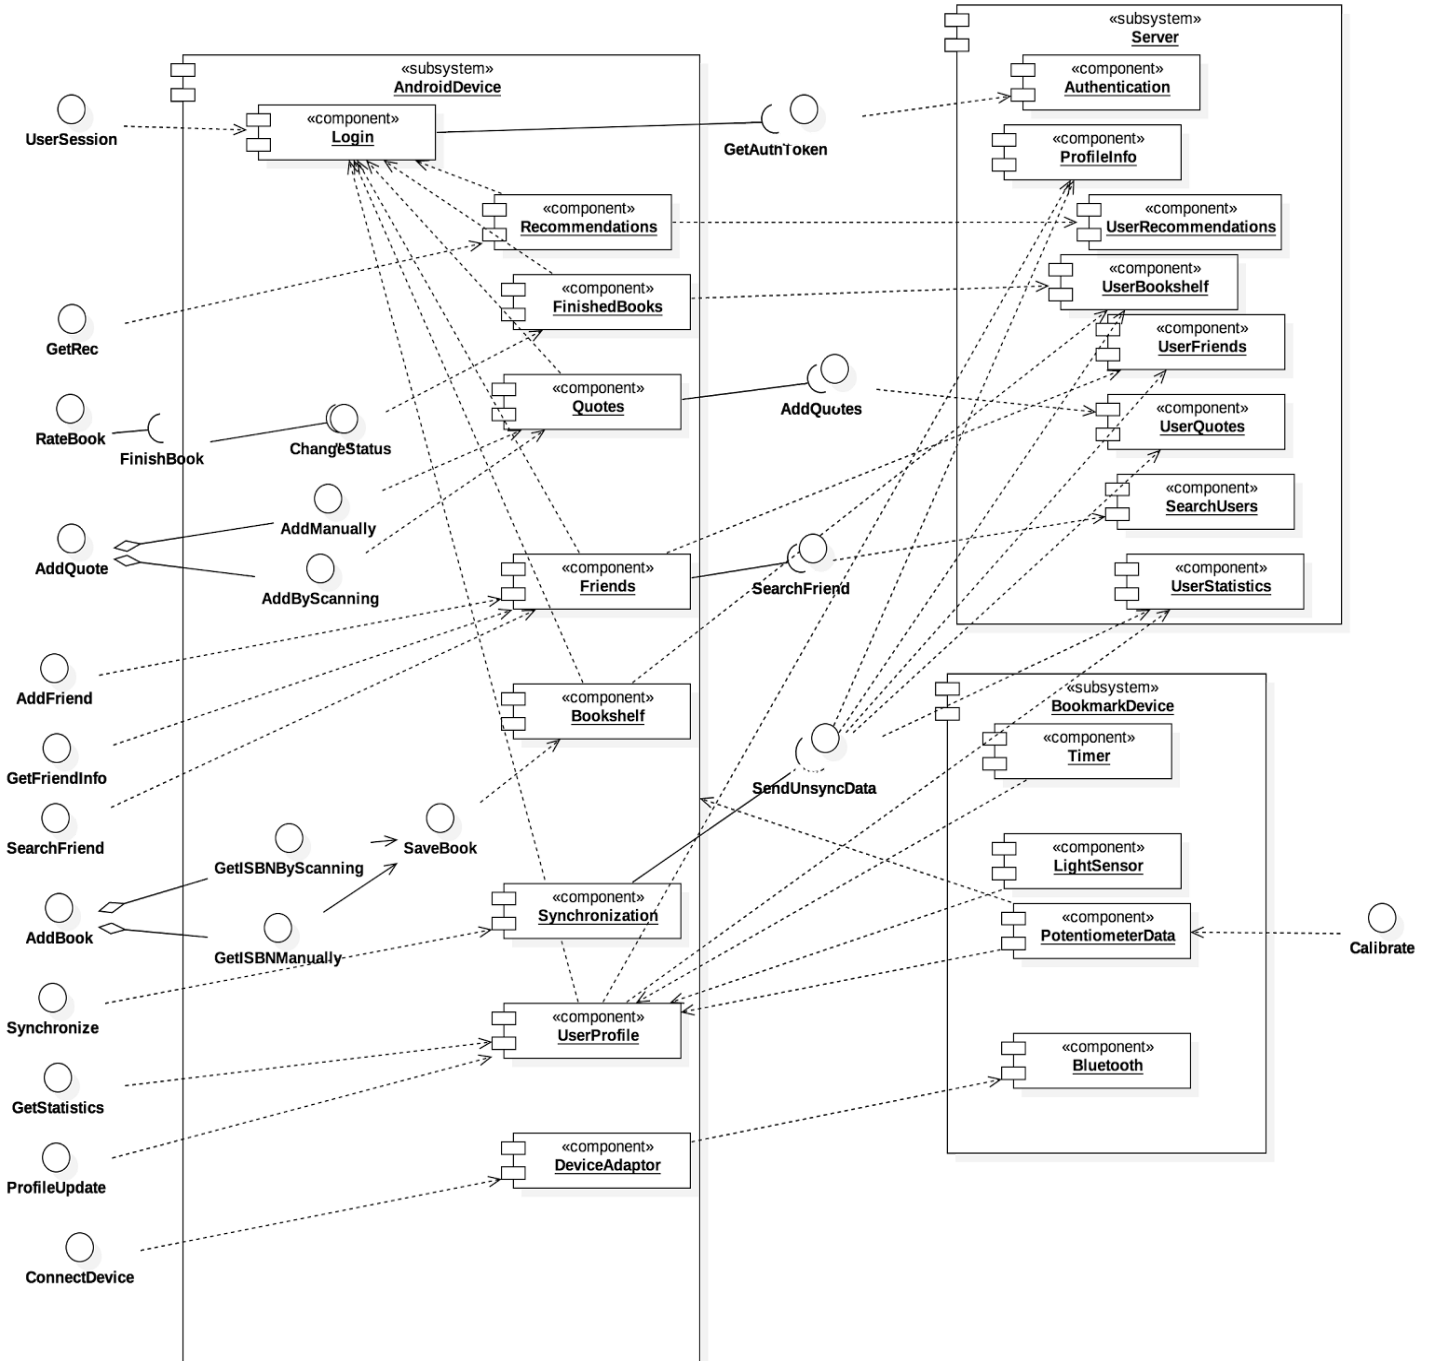 «subsystem»
Server
«component»
Authentication
«component»
ProfileInfo
«component»
UserRecommendations
«component»
UserBookshelf
«component»
UserFriends
«component»
UserQuotes
«component»
SearchUsers
«component»
UserStatistics
«subsystem»
AndroidDevice
«component»
Login
«component»
Recommendations
«component»
FinishedBooks
«component»
Quotes
«component»
Friends
«component»
Bookshelf
«component»
Synchronization
«component»
UserProfile
«component»
DeviceAdaptor
«subsystem»
BookmarkDevice
«component»
Timer
«component»
LightSensor
«component»
PotentiometerData
«component»
Bluetooth
UserSession
GetAuthToken
GetRec
RateBook
FinishBook
ChangeStatus
AddQuotes
AddManually
AddQuote
AddByScanning
SearchFriend
AddFriend
GetFriendInfo
SearchFriend
SendUnsyncData
GetISBNByScanning
SaveBook
AddBook
GetISBNManually
Calibrate
Synchronize
GetStatistics
ProfileUpdate
ConnectDevice